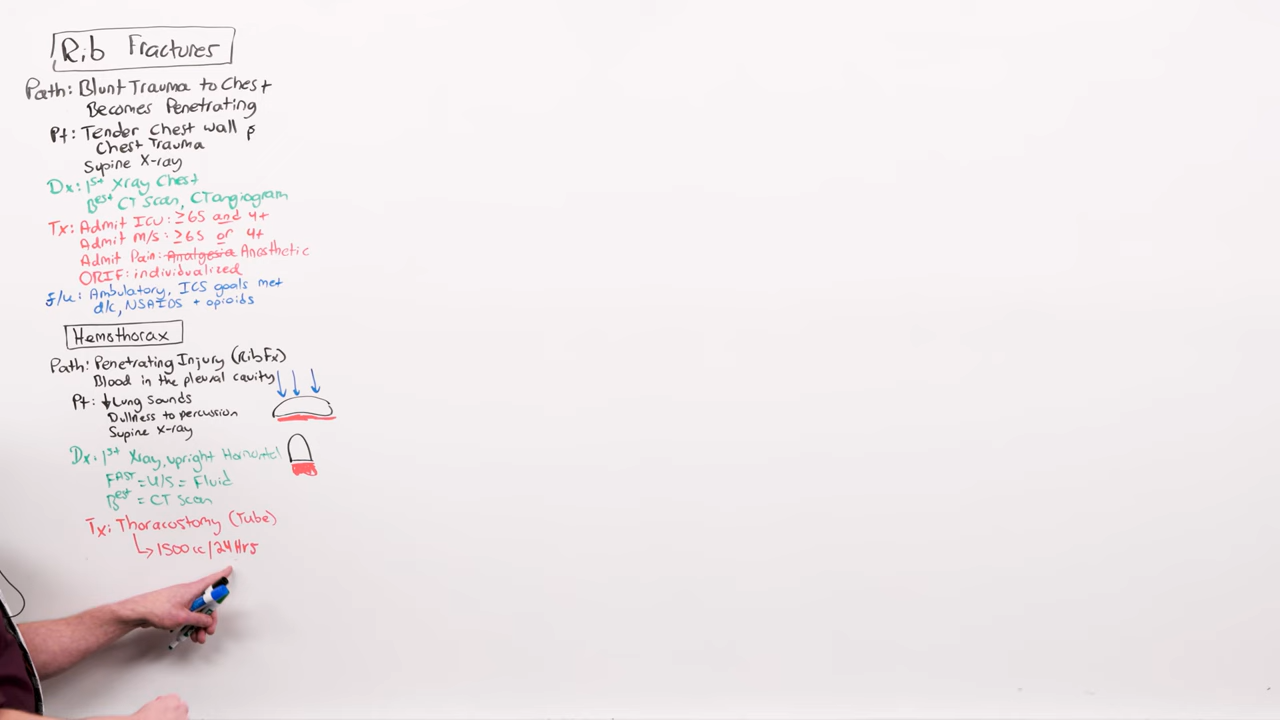 Rib Fractures
Path: Blunt Trauma to Chest
Becomes Penetrating
Pt: Tender Chest wall p̄
Chest Trauma
Supine X-ray
Dx: 1st Xray Chest
Best CT Scan, CT angiogram
Tx: Admit ICU: ≥65 and 4+
Admit M/S: ≥65 or 4+
Admit Pain: Analgesia Anesthetic
ORIF: individualized
f/u: Ambulatory, ICS goals met
d/c, NSAIDS + opioids
Hemothorax
Path: Penetrating Injury (Rib Fx)
Blood in the pleural cavity
Pt: ↓ Lung Sounds
Dullness to percussion
Supine X-ray
Dx: 1st Xray, upright Horizontal
FAST = U/S = Fluid
Best = CT Scan
Tx: Thoracostomy (Tube)
↳ 1500cc/24Hrs